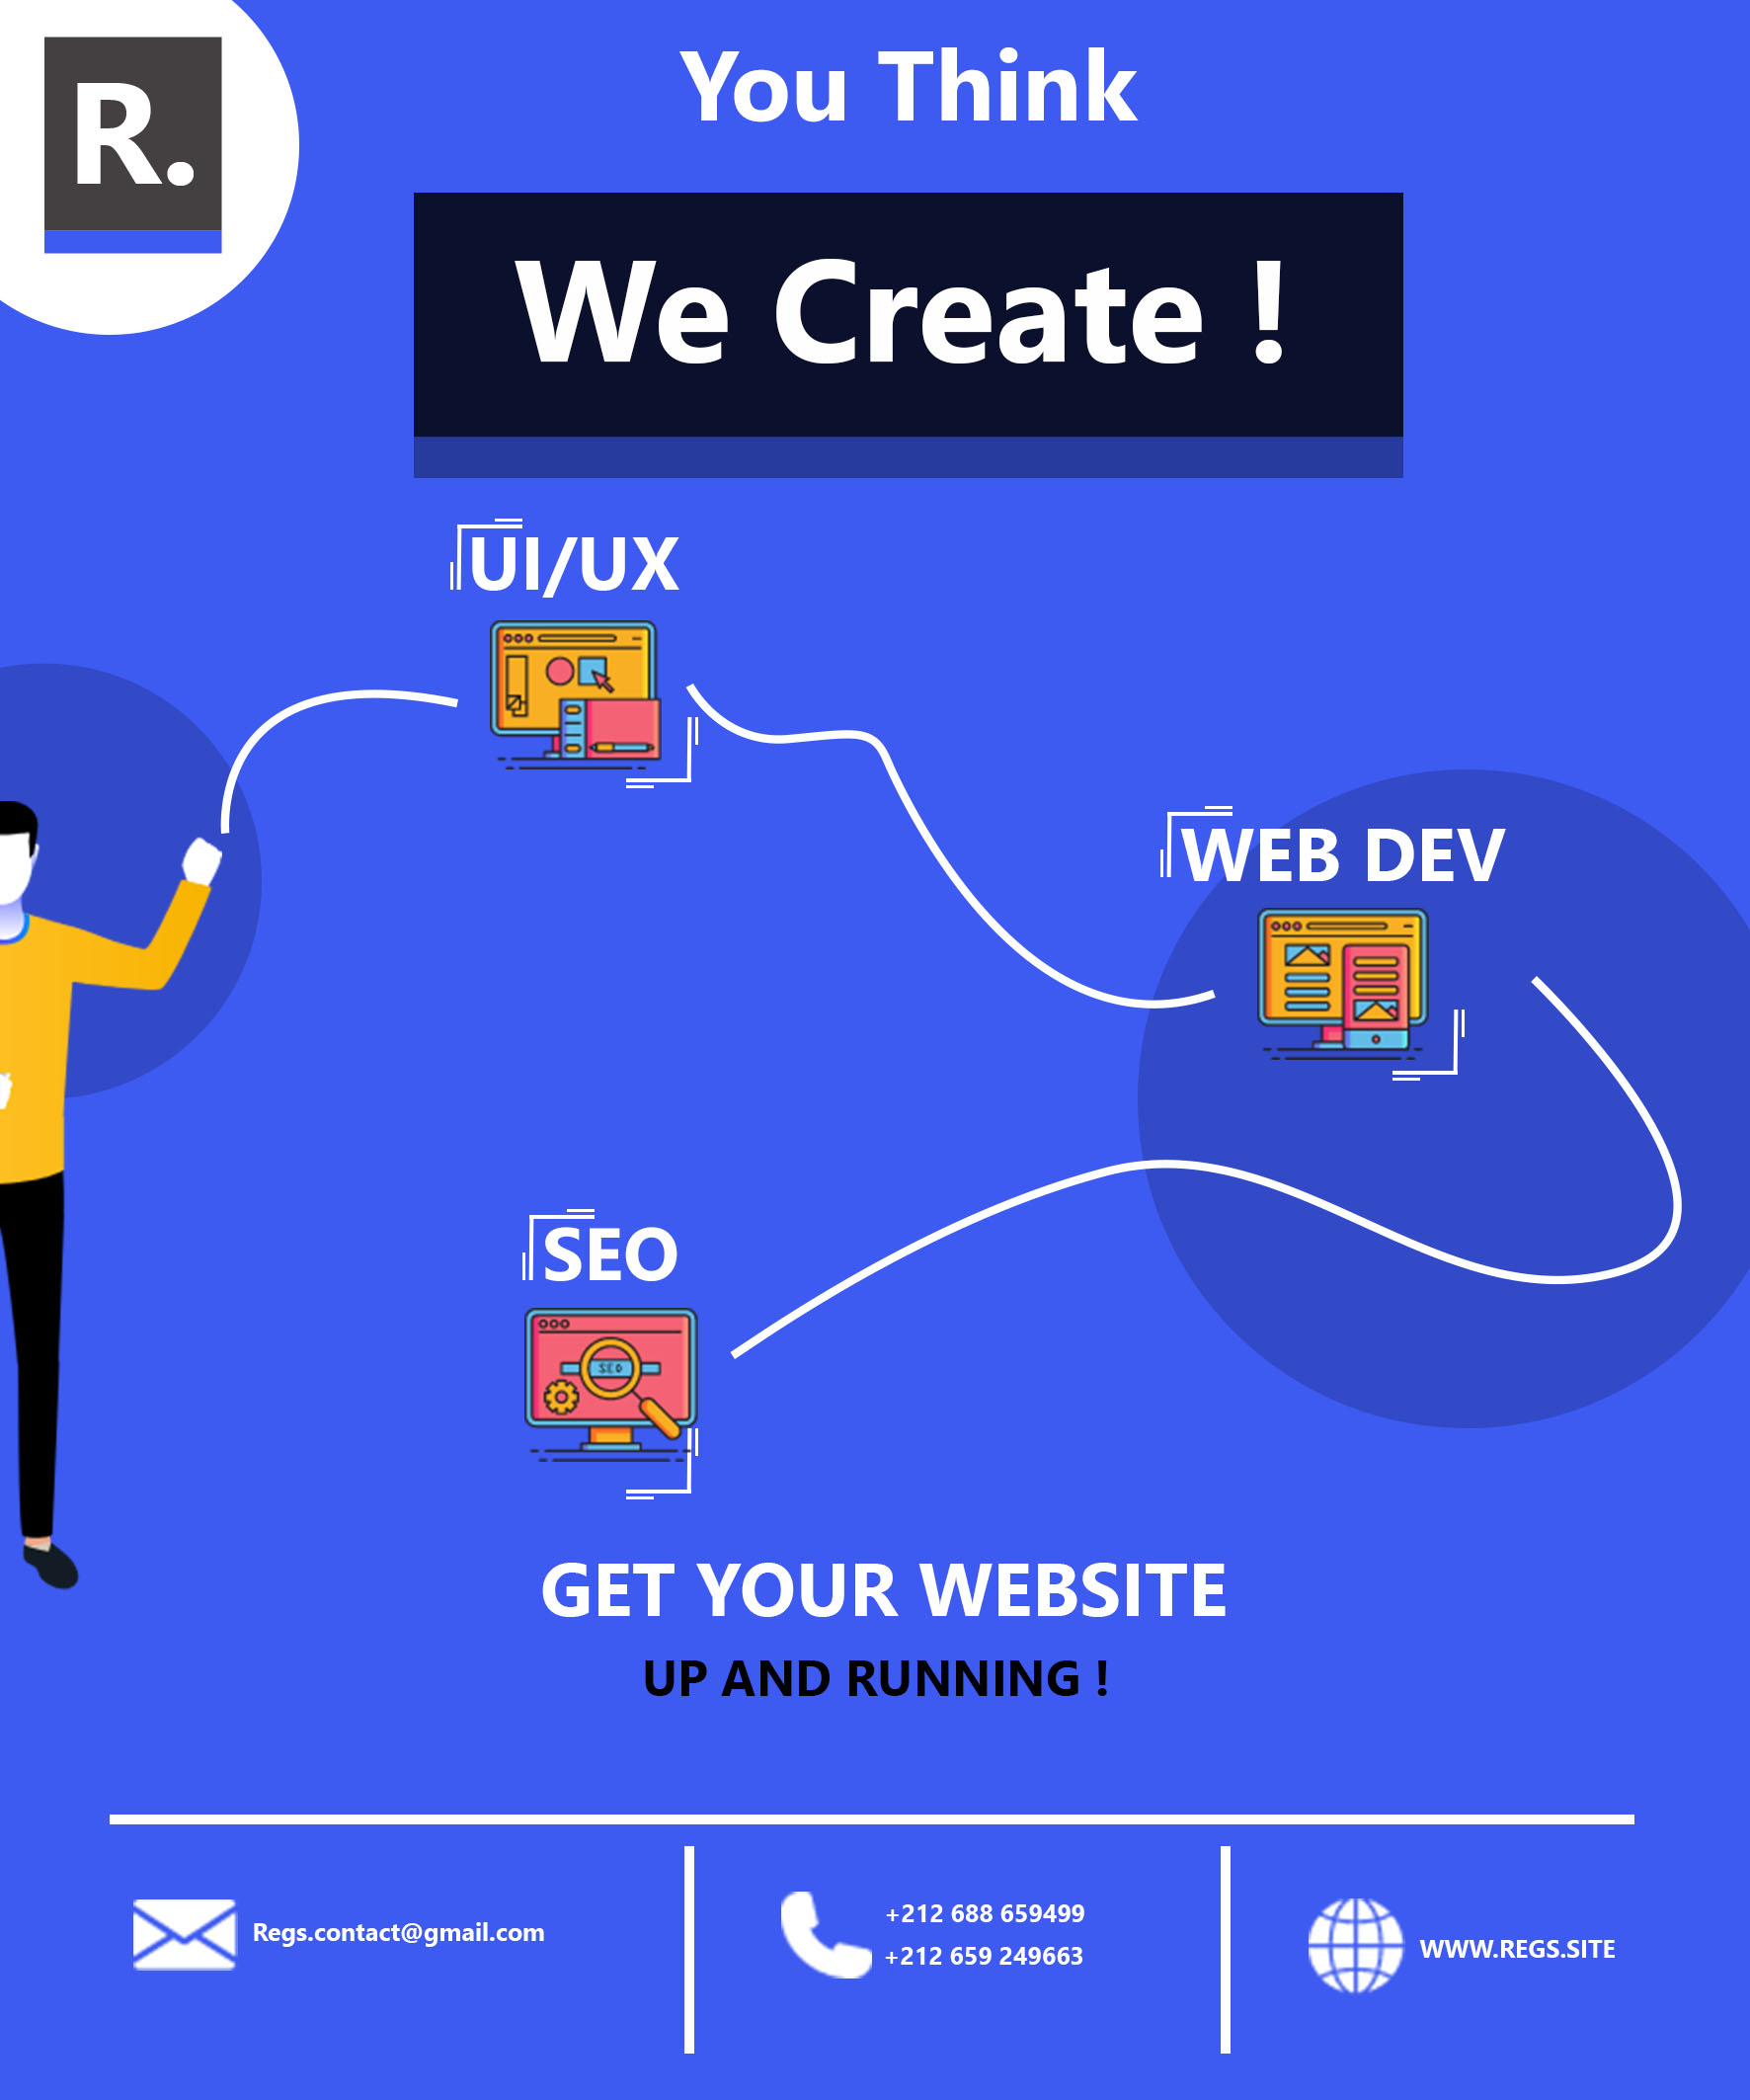 R.
You Think
We Create !
UI/UX
WEB DEV
SEO
SEO
GET YOUR WEBSITE
UP AND RUNNING !
Regs.contact@gmail.com
+212 688 659499
+212 659 249663
WWW.REGS.SITE